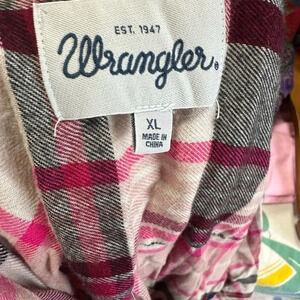 EST. 1947
Wrangler®
XL
MADE IN
CHINA